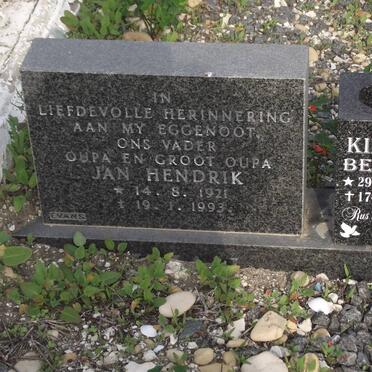 IN
LIEFDEVOLLE HERINNERING
AAN MY EGGENOOT,
ONS VADER
OUPA EN GROOT OUPA
JAN HENDRIK
★ 14. 8. 1921
✝ 19. 1. 1993
EVANS
KI
BE
★ 29
✝ 17
Rus